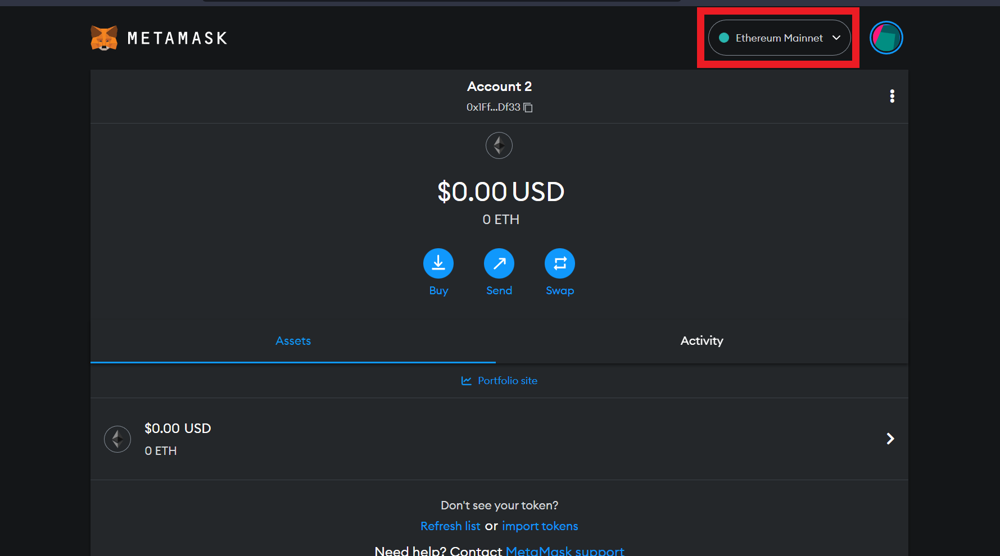 METAMASK
Ethereum Mainnet
Account 2
0x1Ff...Df33
$0.00 USD
0 ETH
Buy
Send
Swap
Assets
Activity
Portfolio site
$0.00 USD
0 ETH
Don't see your token?
Refresh list or import tokens
Need help? Contact MetaMask support